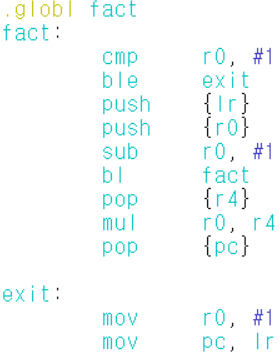 .globl fact
fact:
cmp r0, #1
ble exit
push {lr}
push {r0}
sub r0, #1
bl fact
pop {r4}
mul r0, r4
pop {pc}
exit:
mov r0, #1
mov pc, lr